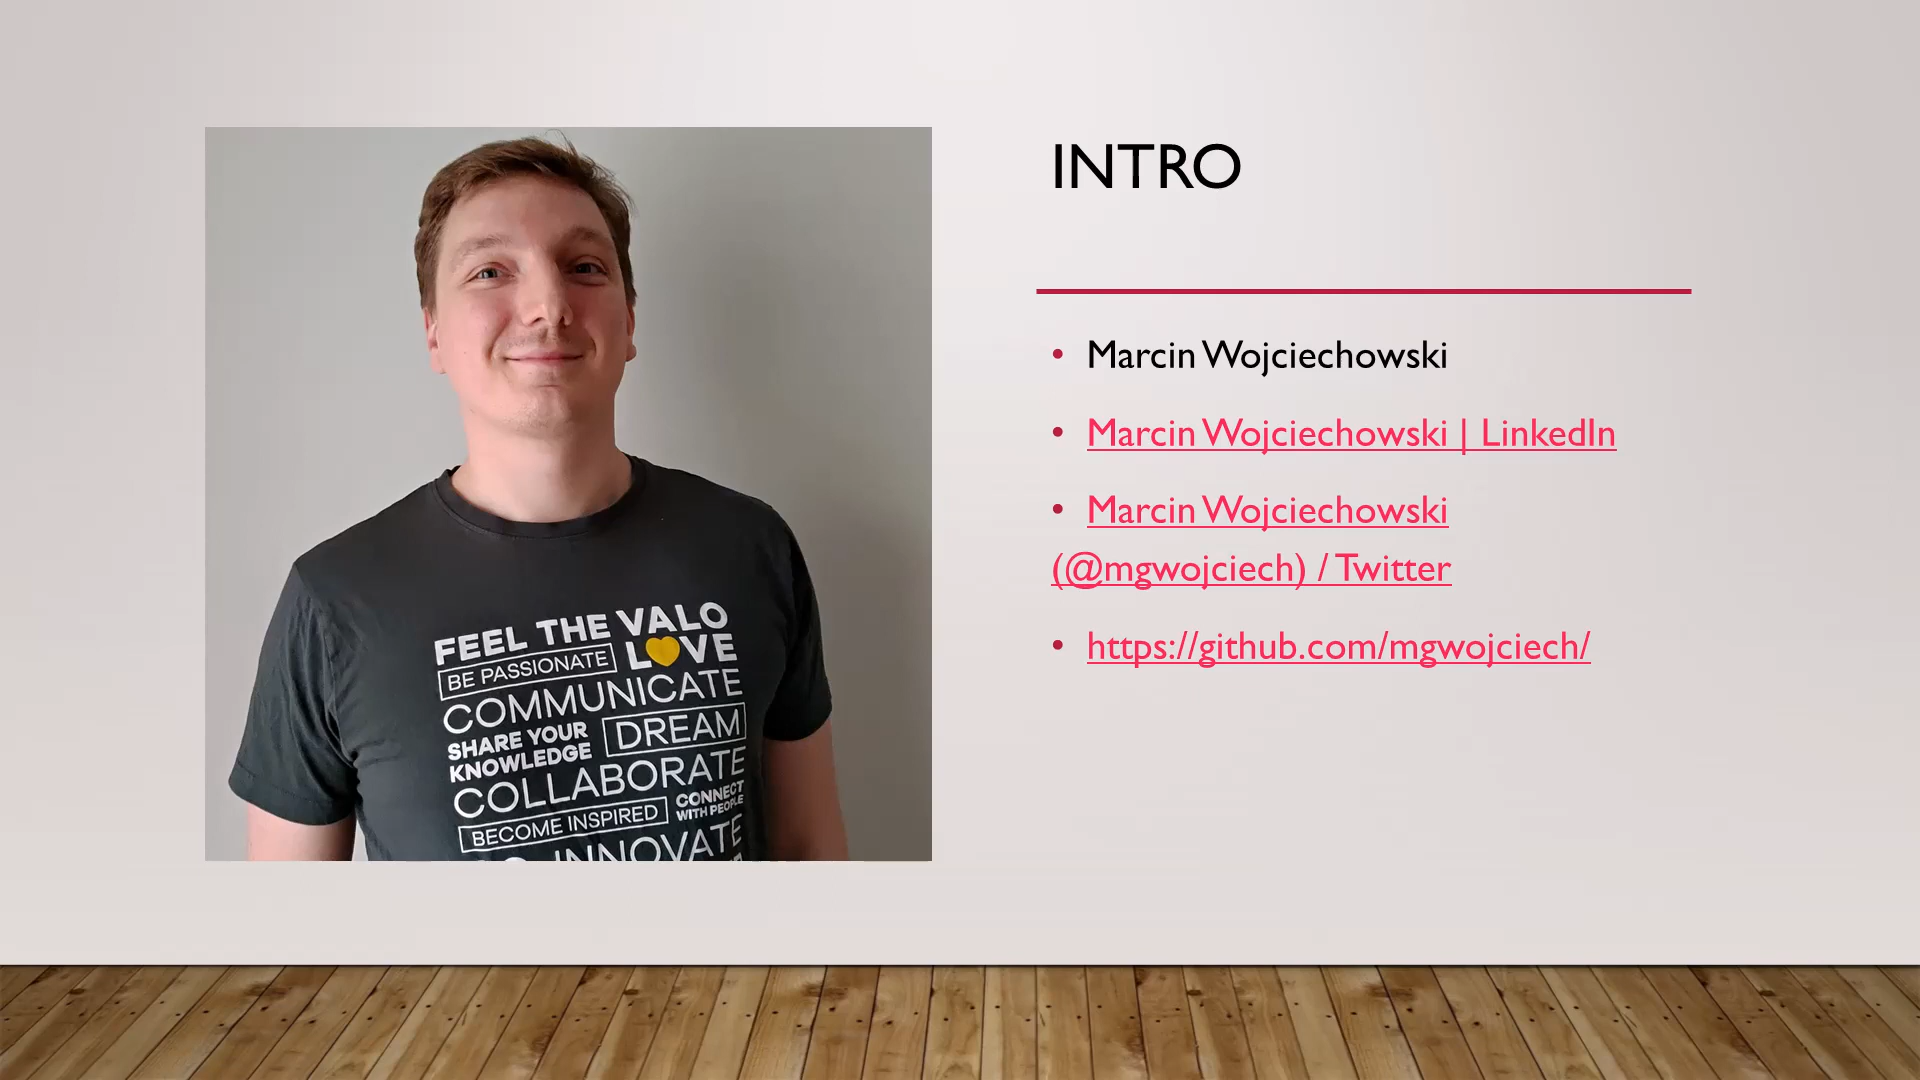 INTRO
• Marcin Wojciechowski
• Marcin Wojciechowski | LinkedIn
• Marcin Wojciechowski
(@mgwojciech) / Twitter
• https://github.com/mgwojciech/
FEEL THE VALO
BE PASSIONATE LOVE
COMMUNICATE
SHARE YOUR
KNOWLEDGE DREAM
COLLABORATE
BECOME INSPIRED
CONNECT
WITH PEOPLE
INNOVATE